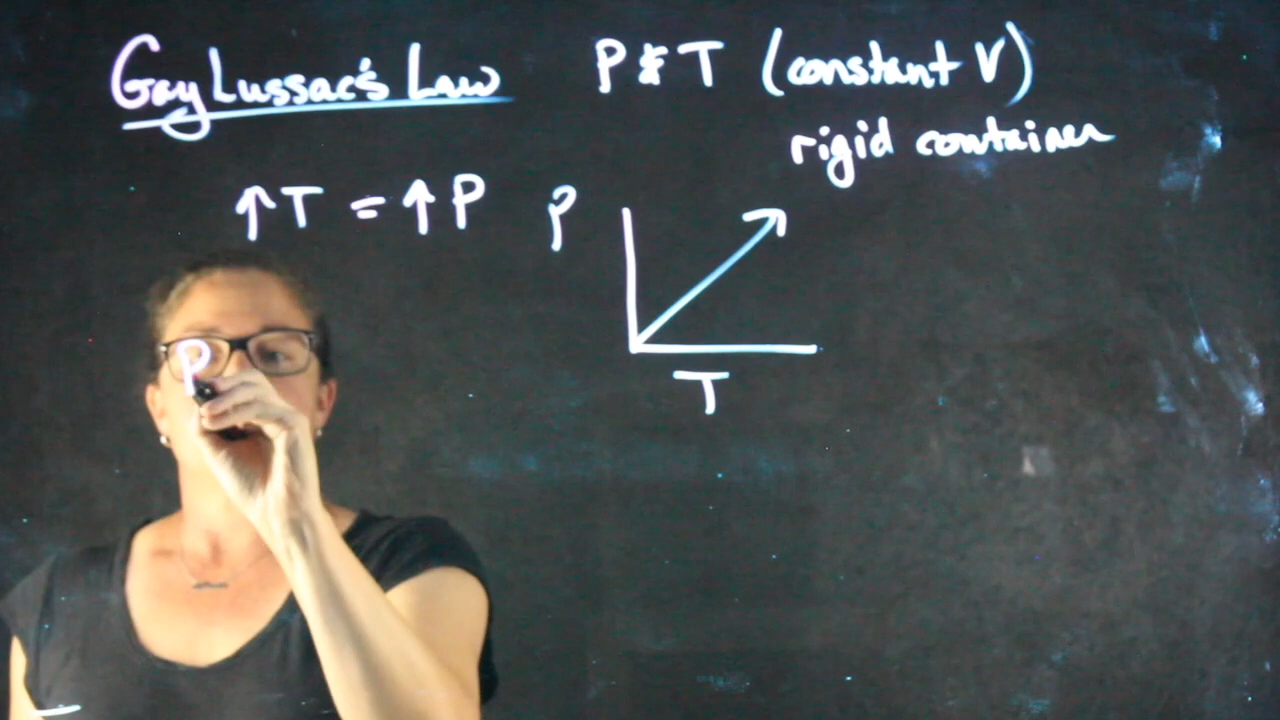 Gay Lussac's Law P & T (constant V)
rigid container
↑T = ↑P P
T
P